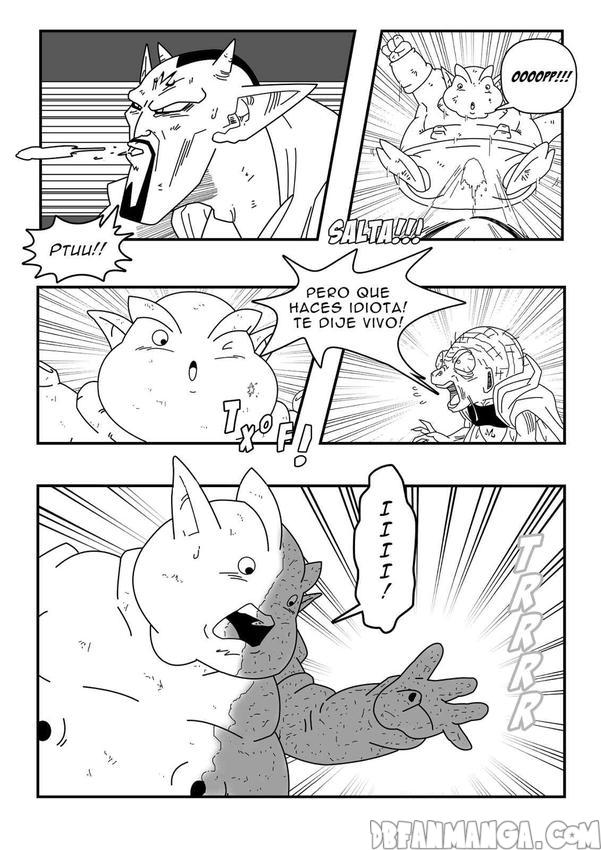 OOOOPP!!!
PTUU!!
SALTA!!!
PERO QUE
HACES IDIOTA!
TE DIJE VIVO!
TXOF!
IIIII!
TRRRR
DBFANMANGA.COM